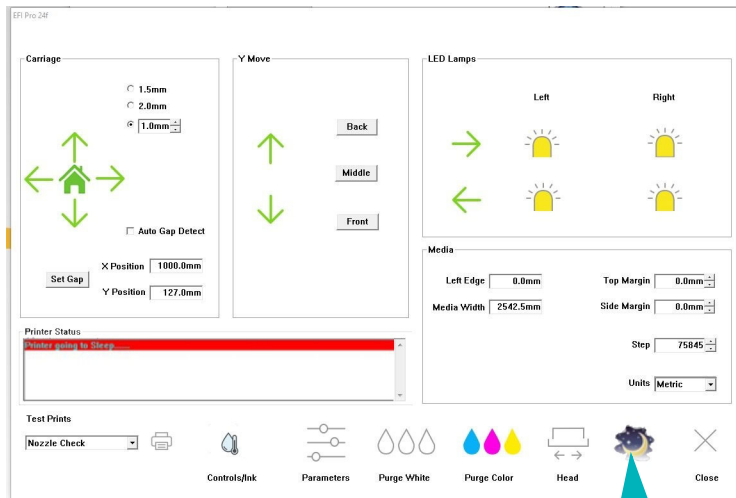 EFI Pro 24f
Carriage
1.5mm
2.0mm
1.0mm
Auto Gap Detect
Set Gap
X Position 1000.0mm
Y Position 127.0mm
Y Move
Back
Middle
Front
LED Lamps
Left Right
Media
Left Edge 0.0mm Top Margin 0.0mm
Media Width 2542.5mm Side Margin 0.0mm
Step 75845
Units Metric
Printer Status
Printer going to Sleep......
Test Prints
Nozzle Check
Controls/Ink Parameters Purge White Purge Color Head Close